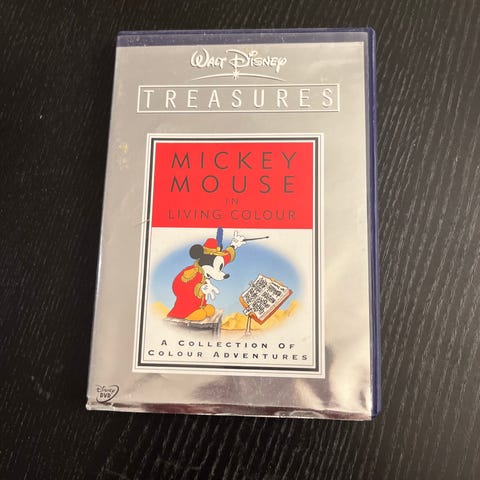 WALT DISNEY
TREASURES
MICKEY
MOUSE
IN
LIVING COLOUR
A COLLECTION OF
COLOUR ADVENTURES
DISNEY
DVD